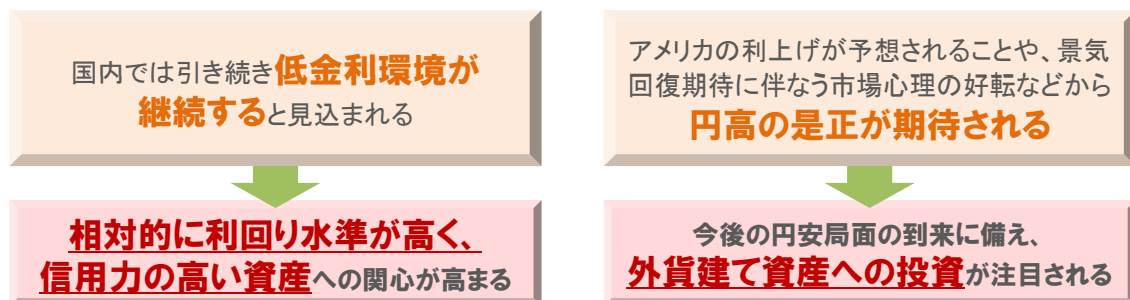 国内では引き続き低金利環境が
継続すると見込まれる
相対的に利回り水準が高く、
信用力の高い資産への関心が高まる
アメリカの利上げが予想されることや、景気
回復期待に伴なう市場心理の好転などから
円高の是正が期待される
今後の円安局面の到来に備え、
外貨建て資産への投資が注目される